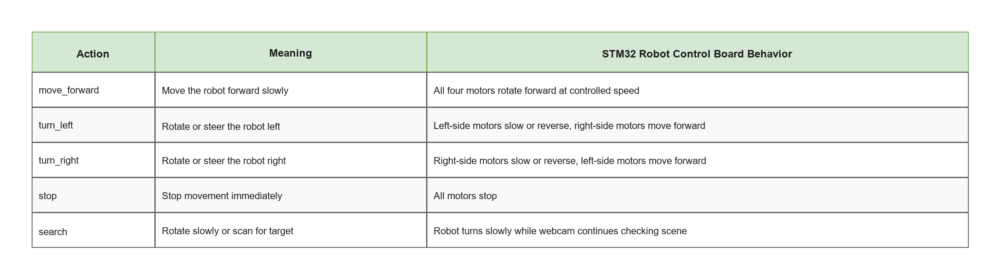 Action
Meaning
STM32 Robot Control Board Behavior
move_forward
Move the robot forward slowly
All four motors rotate forward at controlled speed
turn_left
Rotate or steer the robot left
Left-side motors slow or reverse, right-side motors move forward
turn_right
Rotate or steer the robot right
Right-side motors slow or reverse, left-side motors move forward
stop
Stop movement immediately
All motors stop
search
Rotate slowly or scan for target
Robot turns slowly while webcam continues checking scene